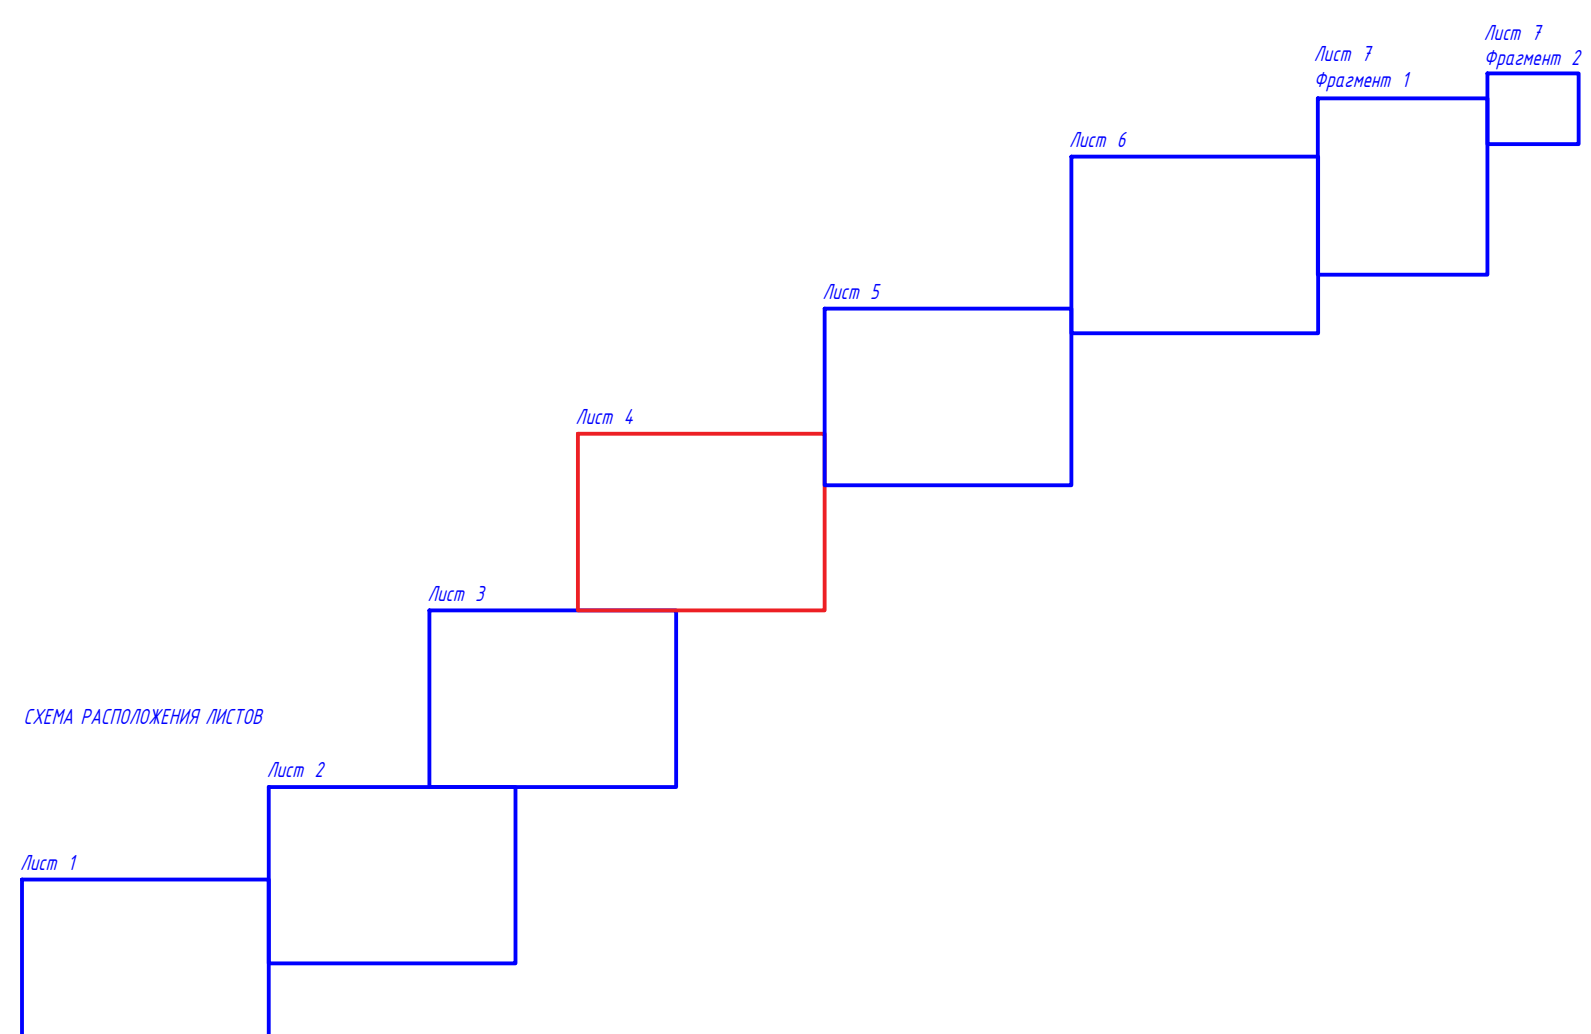 Лист 7
Фрагмент 2
Лист 7
Фрагмент 1
Лист 6
Лист 5
Лист 4
Лист 3
СХЕМА РАСПОЛОЖЕНИЯ ЛИСТОВ
Лист 2
Лист 1